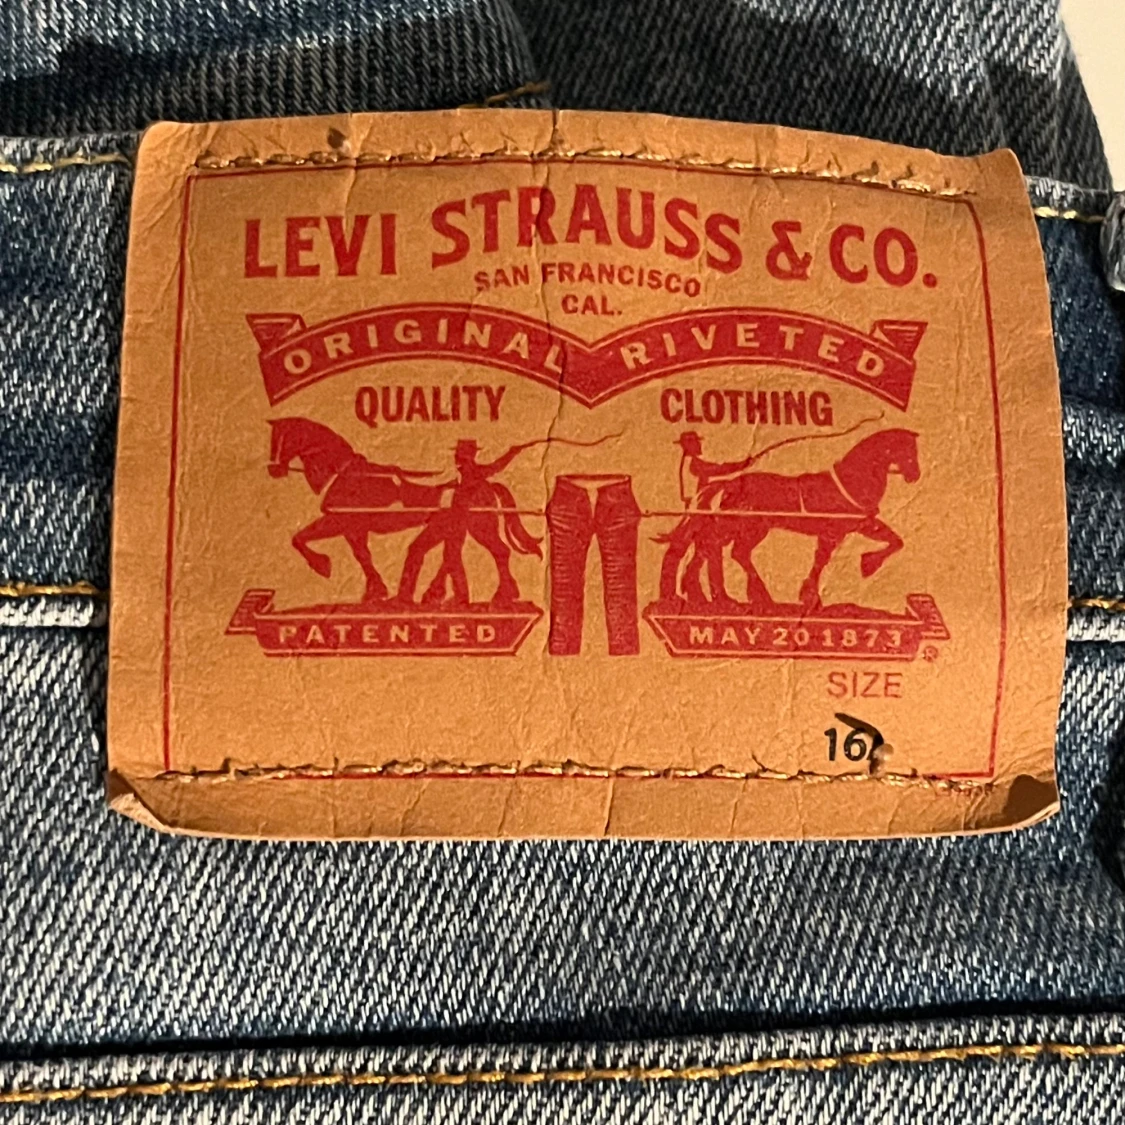 LEVI STRAUSS & CO.
SAN FRANCISCO
CAL.
ORIGINAL RIVETED
QUALITY CLOTHING
PATENTED MAY 20 1873
®
SIZE
16